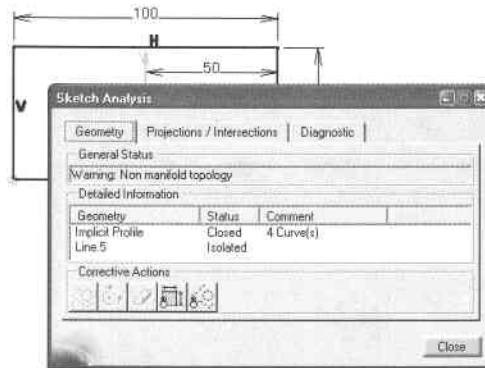 100
H
50
V
Sketch Analysis
Geometry Projections / Intersections Diagnostic
General Status
Warning: Non manifold topology
Detailed Information
Geometry Status Comment
Implicit Profile Closed 4 Curve(s)
Line.5 Isolated
Corrective Actions
Close